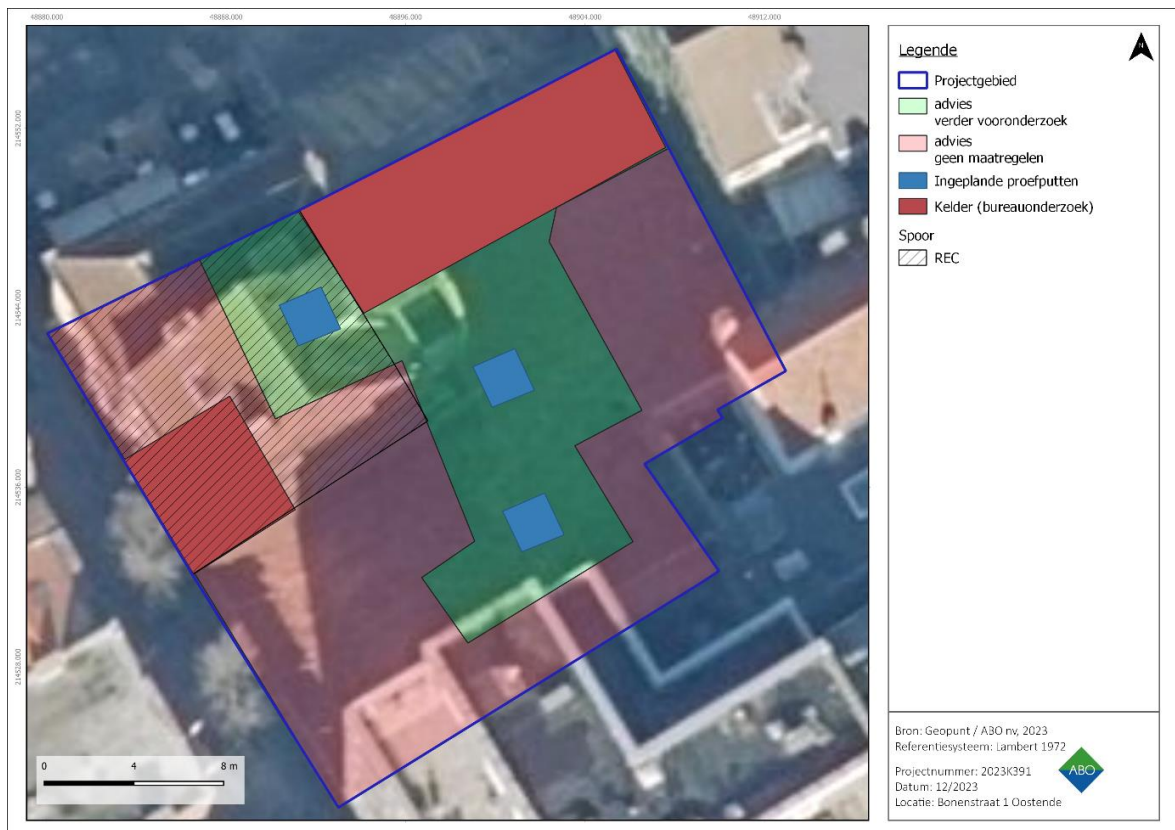 48880.000 48888.000 48896.000 48904.000 48912.000
214552.000
214544.000
214536.000
214528.000
0 4 8 m
Legende
N
Projectgebied
advies
verder vooronderzoek
advies
geen maatregelen
Ingeplande proefputten
Kelder (bureauonderzoek)
Spoor
REC
Bron: Geopunt / ABO nv, 2023
Referentiesysteem: Lambert 1972
Projectnummer: 2023K391
Datum: 12/2023
Locatie: Bonenstraat 1 Oostende
ABO